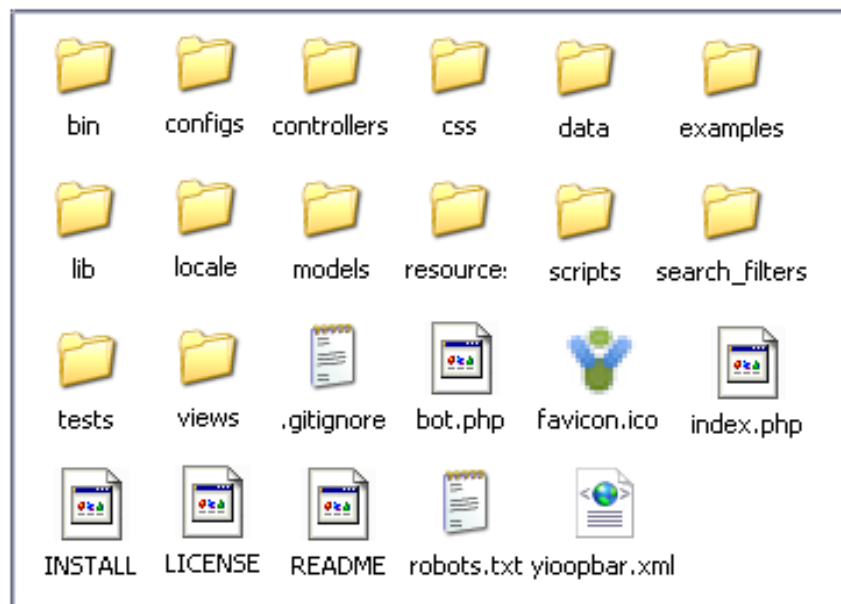 bin configs controllers css data examples
lib locale models resources scripts search_filters
tests views .gitignore bot.php favicon.ico index.php
INSTALL LICENSE README robots.txt yioopbar.xml